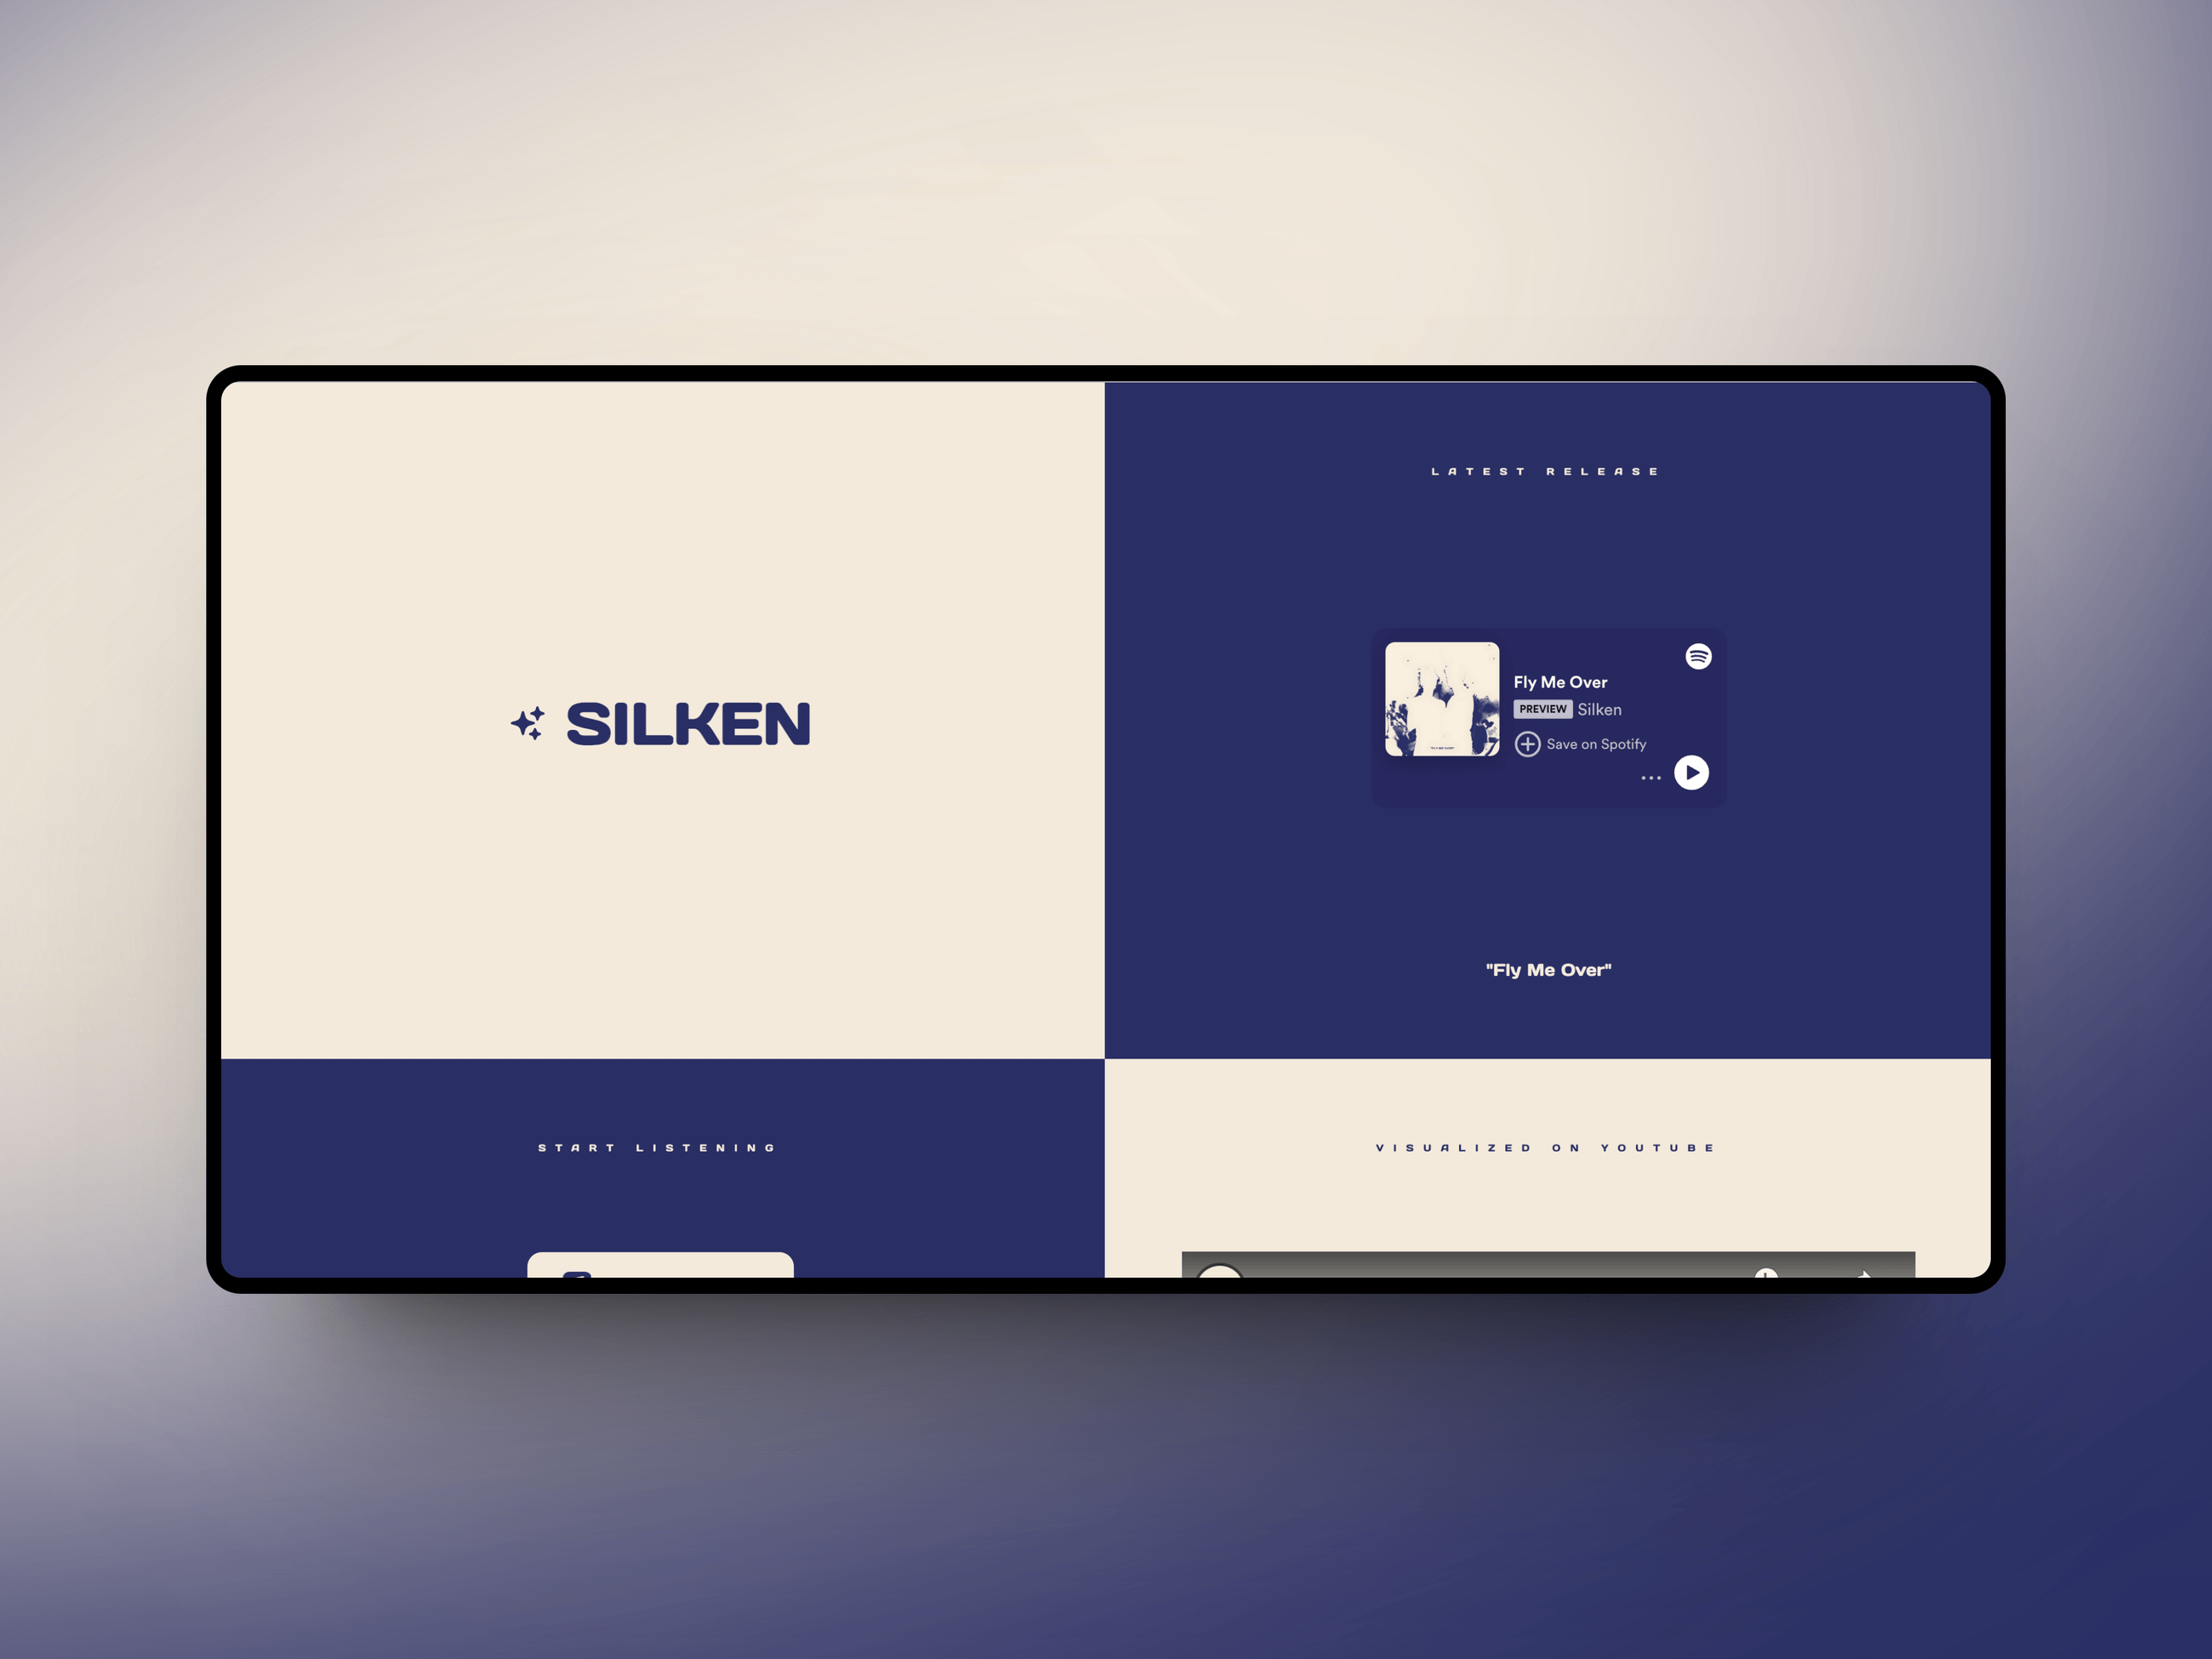 SILKEN
LATEST RELEASE
Fly Me Over
PREVIEW Silken
Save on Spotify
"Fly Me Over"
START LISTENING
VISUALIZED ON YOUTUBE